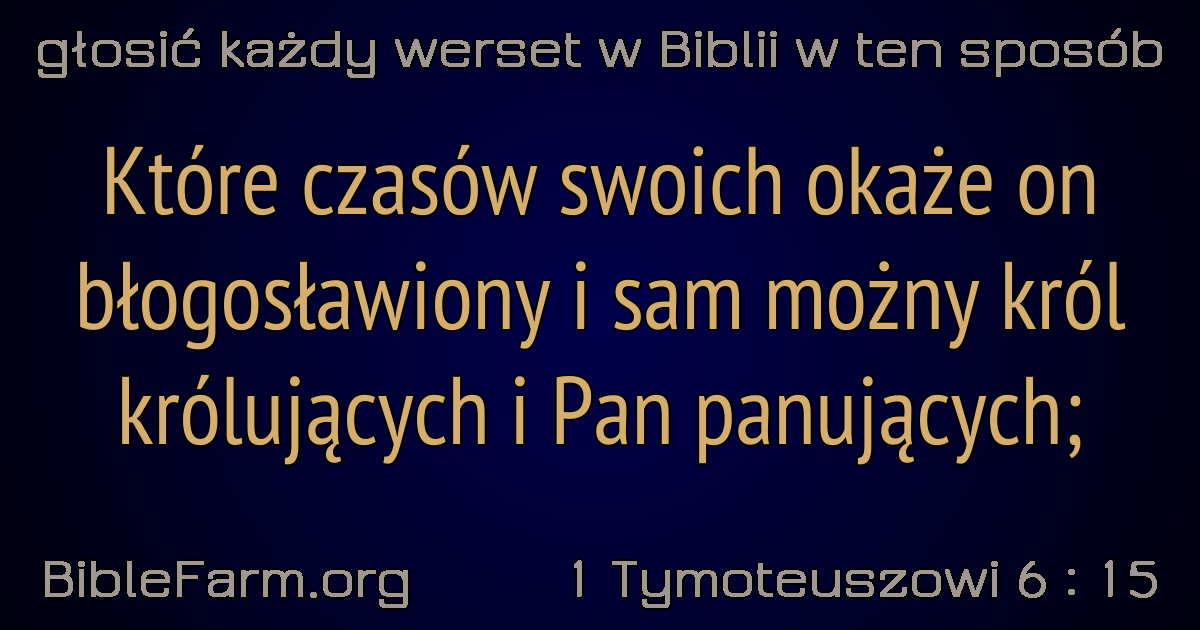 głosić każdy werset w Biblii w ten sposób
Które czasów swoich okaże on
błogosławiony i sam możny król
królujących i Pan panujących;
BibleFarm.org
1 Tymoteuszowi 6 : 15